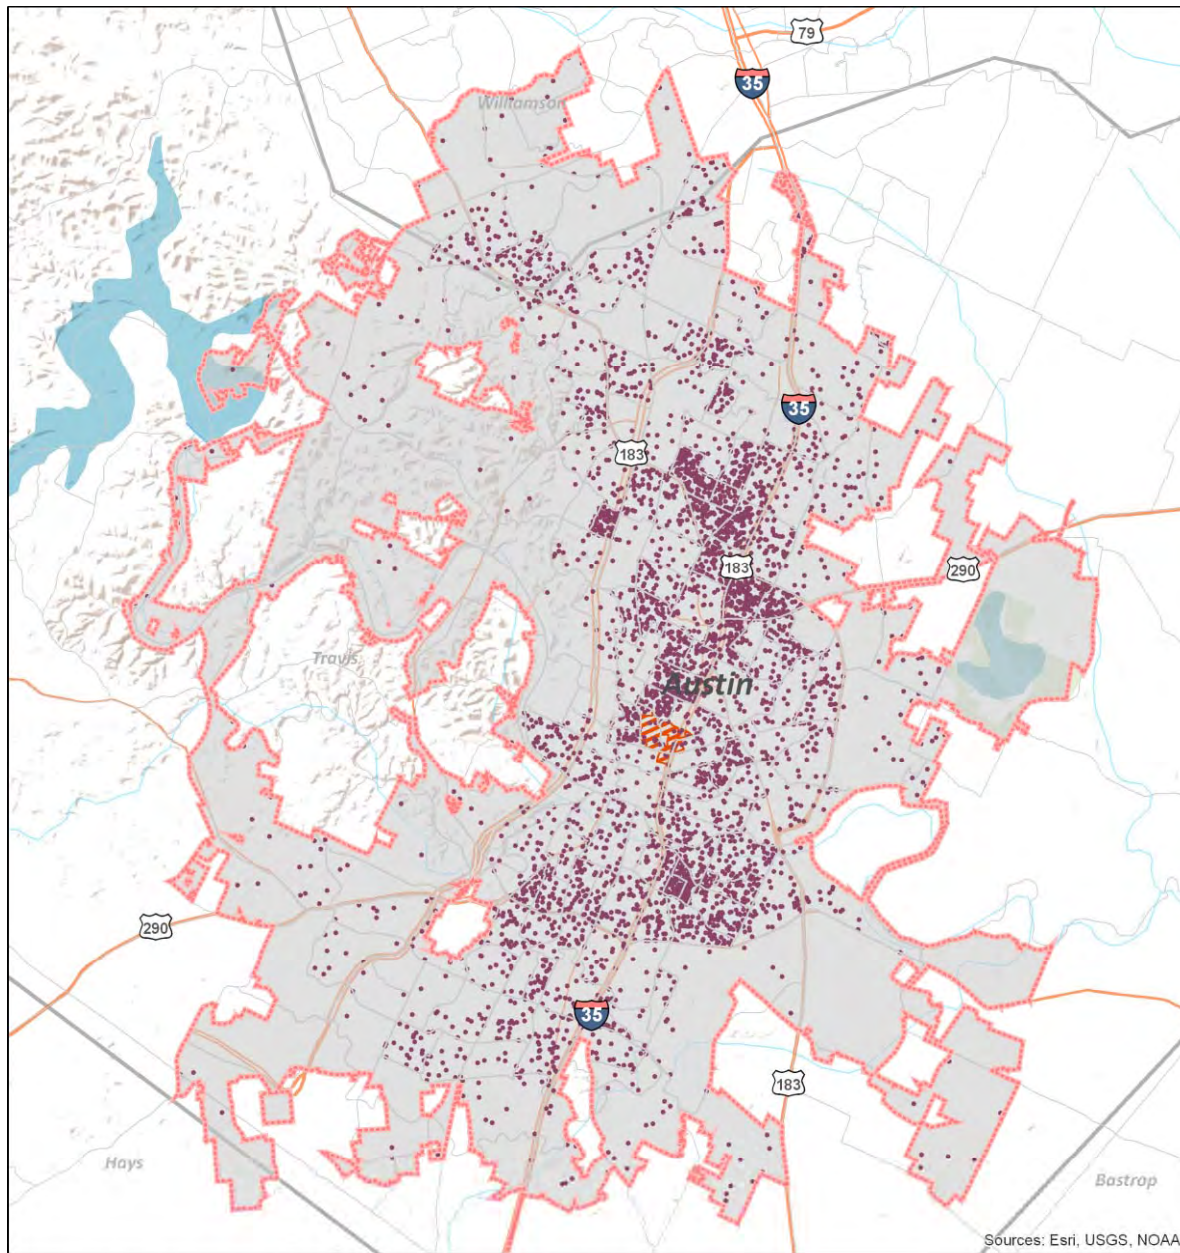 79
35
Williamson
35
183
183
290
Travis
Austin
290
35
183
Hays
Bastrop
Sources: Esri, USGS, NOAA